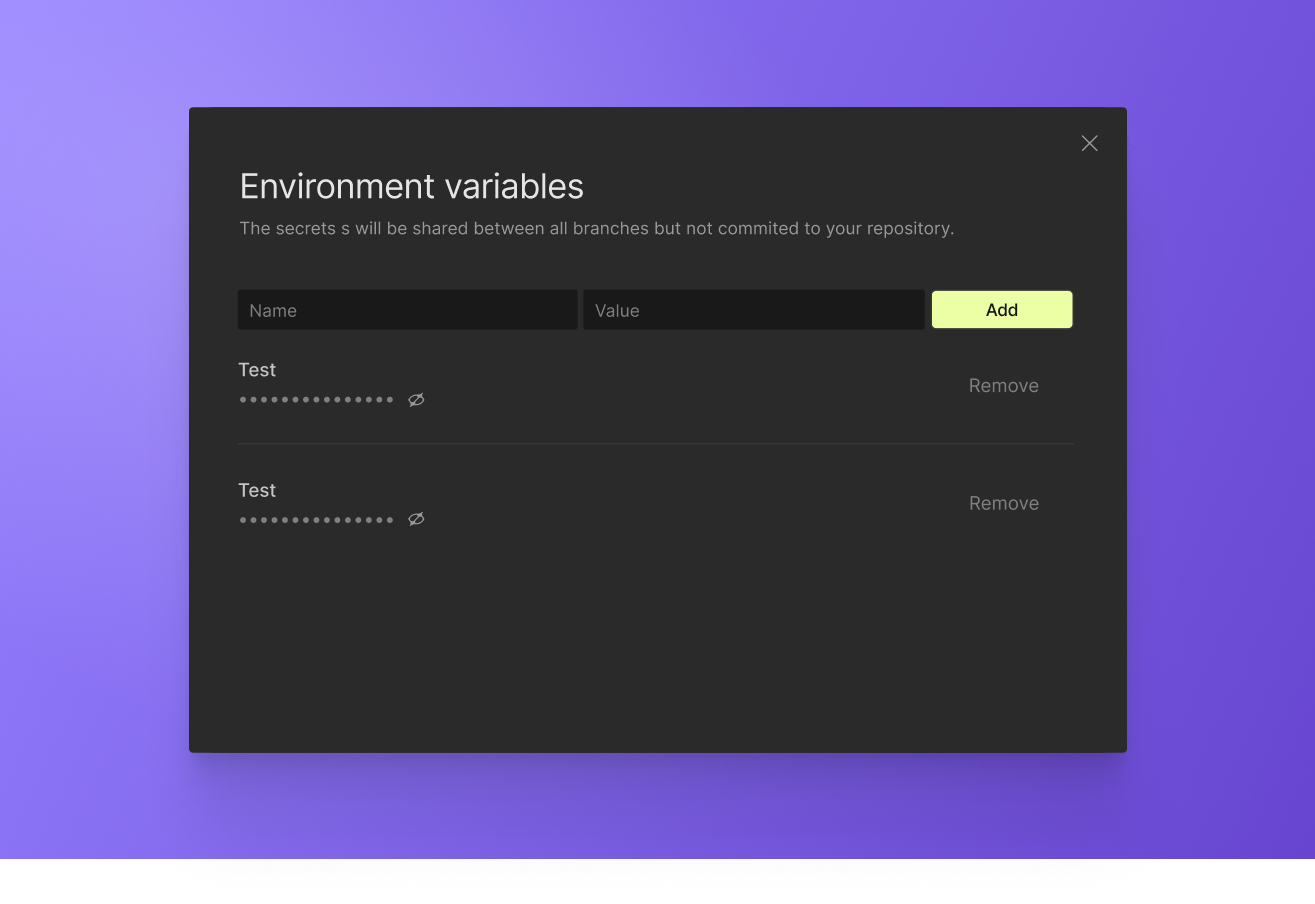 Environment variables
The secrets s will be shared between all branches but not commited to your repository.
Name Value Add
Test
•••••••••••••••
Remove
Test
•••••••••••••••
Remove